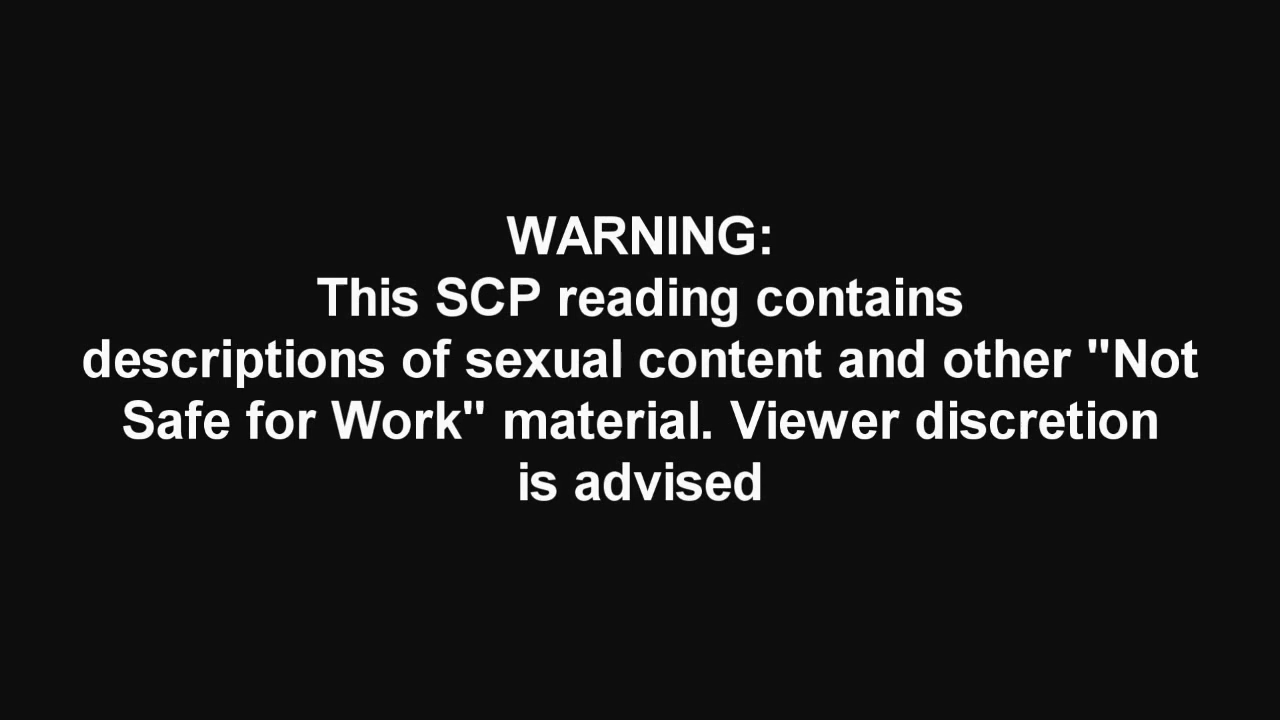 WARNING:
This SCP reading contains
descriptions of sexual content and other "Not
Safe for Work" material. Viewer discretion
is advised